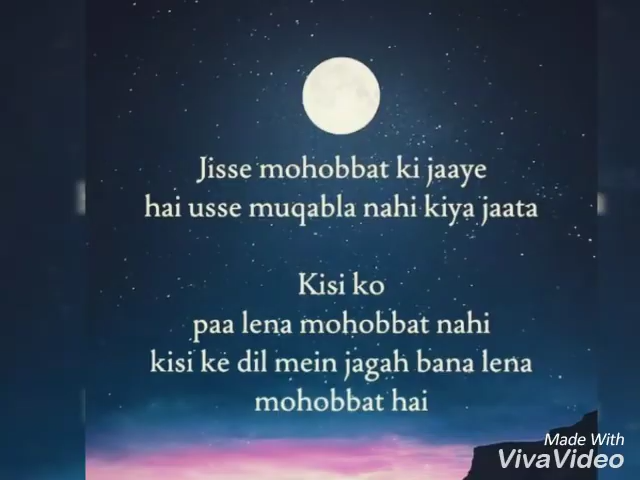 Jisse mohobbat ki jaaye
hai usse muqabla nahi kiya jaata
Kisi ko
paa lena mohobbat nahi
kisi ke dil mein jagah bana lena
mohobbat hai
Made With
VivaVideo